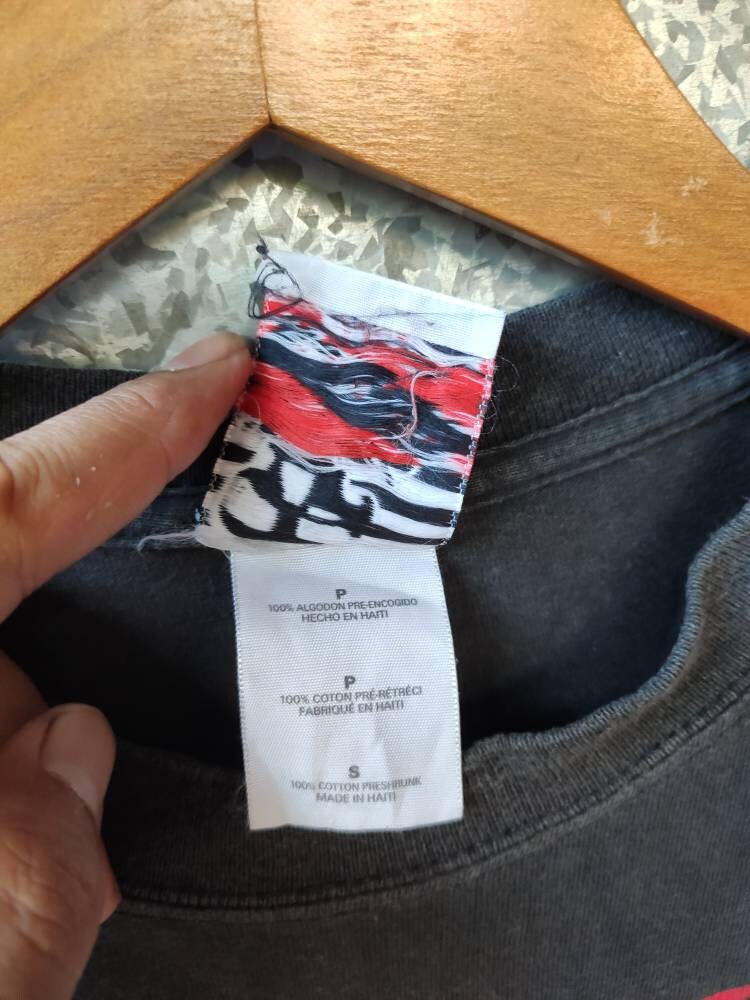 P
100% ALGODON PRE-ENCOGIDO
HECHO EN HAITI
P
100% COTON PRÉ-RÉTRÉCI
FABRIQUÉ EN HAITI
S
100% COTTON PRESHRUNK
MADE IN HAITI